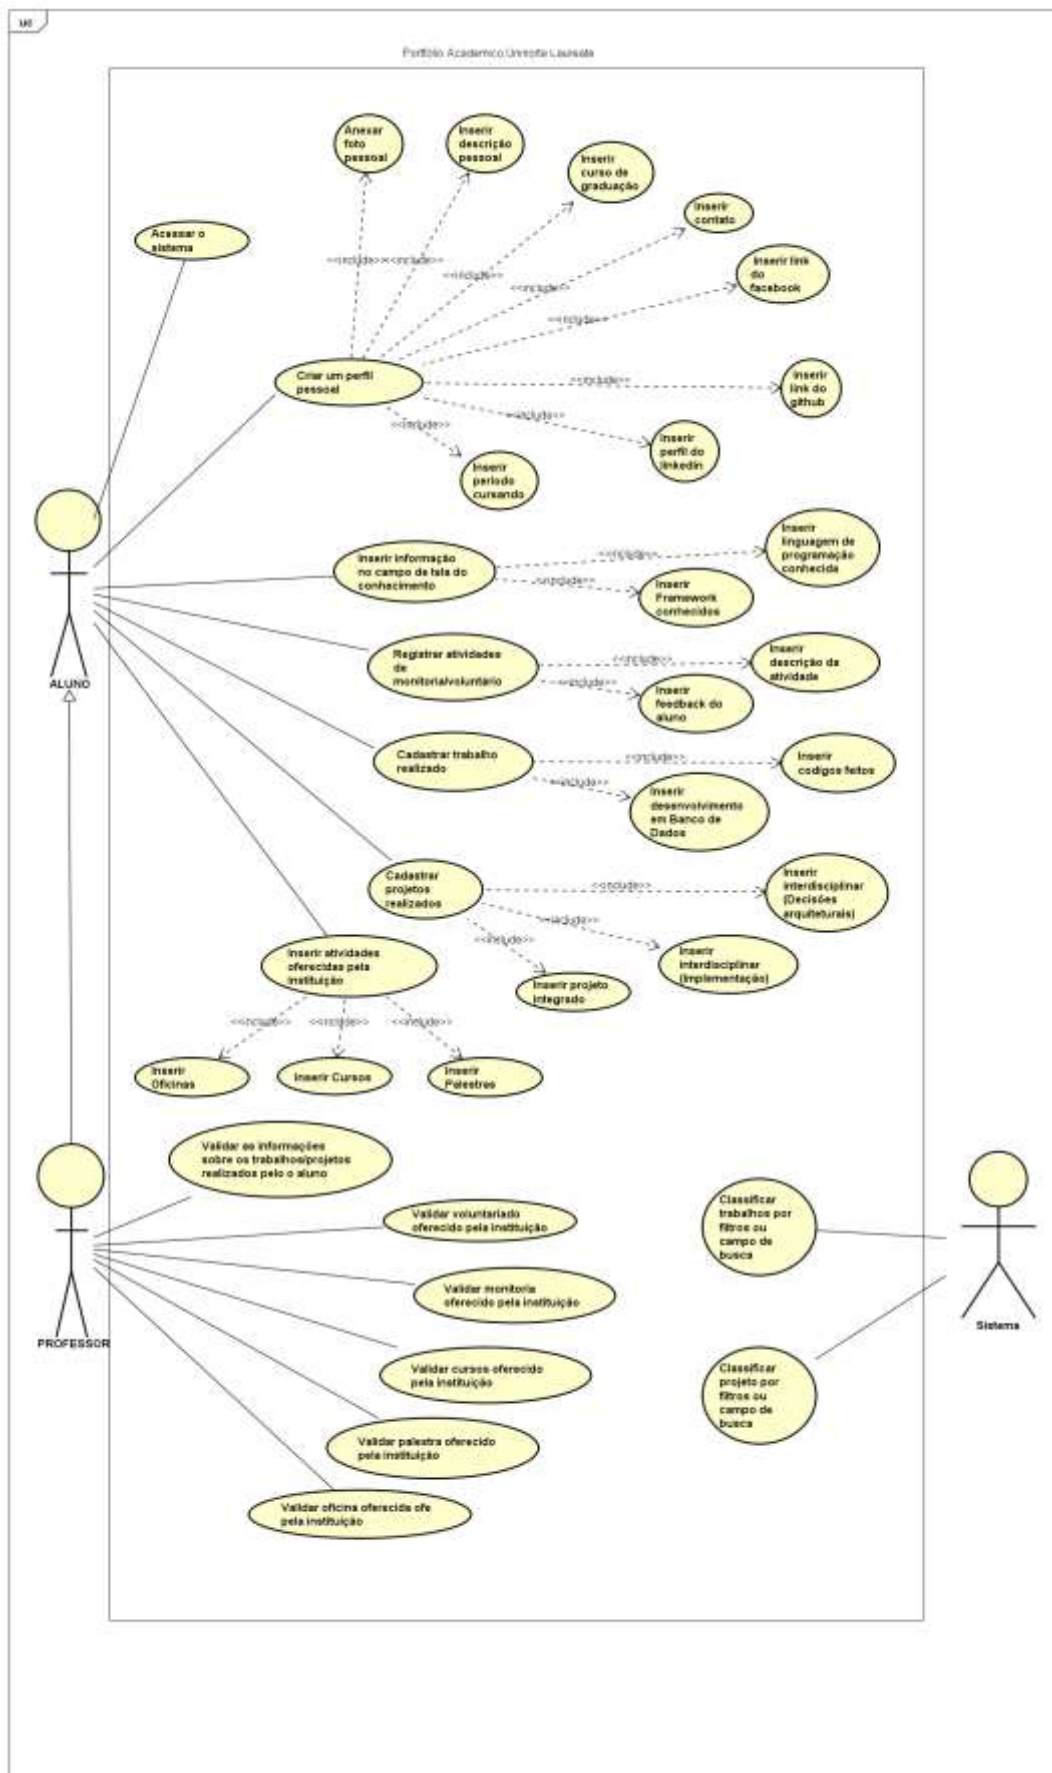 uc
Portfólio Academico Uninorte Laureate
Anexar
foto
pessoal
Inserir
descrição
pessoal
Inserir
curso de
graduação
Inserir
contato
Acessar o
sistema
Inserir link
do
facebook
<<include>>
<<include>>
<<include>>
<<include>>
<<include>>
Criar um perfil
pessoal
<<include>>
Inserir
link do
github
<<include>>
<<include>>
Inserir
perfil do
linkedin
Inserir
periodo
cursando
Inserir
linguagem de
programação
conhecida
Inserir informação
no campo de tela do
conhecimento
<<include>>
<<include>>
Inserir
Framework
conhecidos
Registrar atividades
de
monitoria/voluntário
<<include>>
<<include>>
Inserir
descrição da
atividade
ALUNO
Inserir
feedback do
aluno
Cadastrar trabalho
realizado
<<include>>
<<include>>
Inserir
codigos feitos
Inserir
desenvolvimento
em Banco de
Dados
Cadastrar
projetos
realizados
<<include>>
<<include>>
<<include>>
Inserir
interdisciplinar
(Decisões
arquiteturais)
Inserir atividades
oferecidas pela
instituição
Inserir
interdisciplinar
(Implementação)
Inserir projeto
integrado
<<include>>
<<include>>
<<include>>
Inserir
Oficinas
Inserir Cursos
Inserir
Palestras
Validar as informações
sobre os trabalhos/projetos
realizados pelo o aluno
Validar voluntariado
oferecido pela instituição
Classificar
trabalhos por
filtros ou
campo de
busca
Validar monitoria
oferecido pela instituição
PROFESSOR
Sistema
Validar cursos oferecido
pela instituição
Classificar
projeto por
filtros ou
campo de
busca
Validar palestra oferecido
pela instituição
Validar oficina oferecida ofe
pela instituição